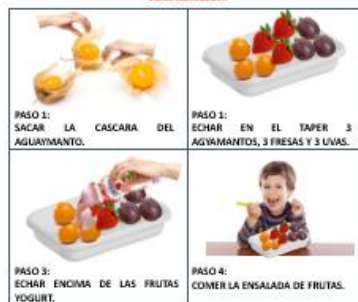 PASO 1:
SACAR LA CASCARA DEL
AGUAYMANTO.
PASO 1:
ECHAR EN EL TAPER 3
AGYAMANTOS, 3 FRESAS Y 3 UVAS.
PASO 3:
ECHAR ENCIMA DE LAS FRUTAS
YOGURT.
PASO 4:
COMER LA ENSALADA DE FRUTAS.